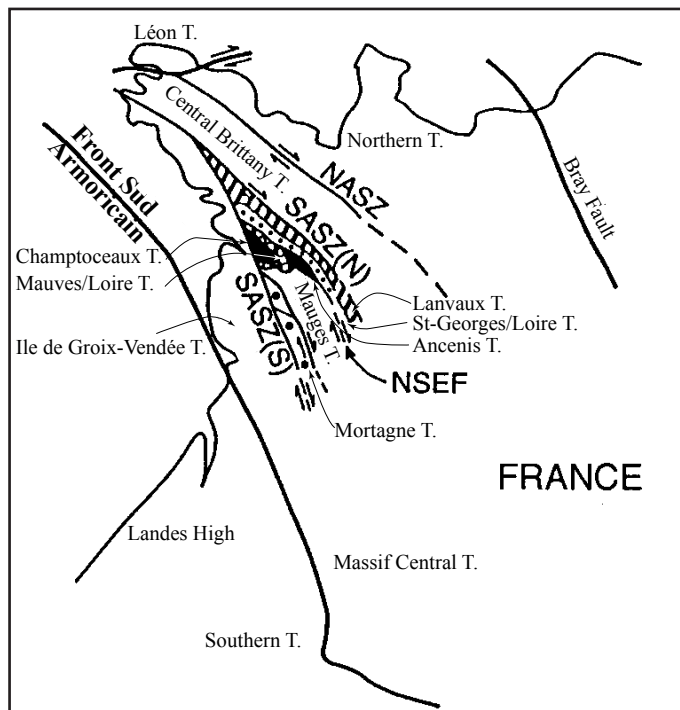 Léon T.
Central Brittany T.
Northern T.
Front Sud
Armoricain
NASZ
Bray Fault
SASZ(N)
Champtoceaux T.
Mauves/Loire T.
SASZ(S)
Mauges T.
Lanvaux T.
St-Georges/Loire T.
Ile de Groix-Vendée T.
Ancenis T.
NSEF
Mortagne T.
FRANCE
Landes High
Massif Central T.
Southern T.